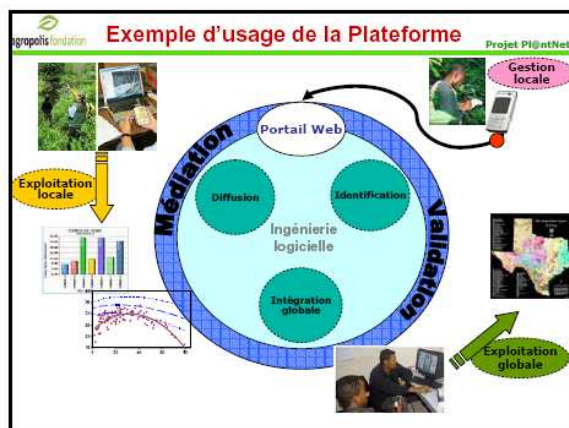 agropolis fondation
Exemple d'usage de la Plateforme
Projet Pl@ntNet
Gestion
locale
Portail Web
Médiation
Validation
Diffusion
Identification
Exploitation
locale
Ingénierie
logicielle
Intégration
globale
Exploitation
globale